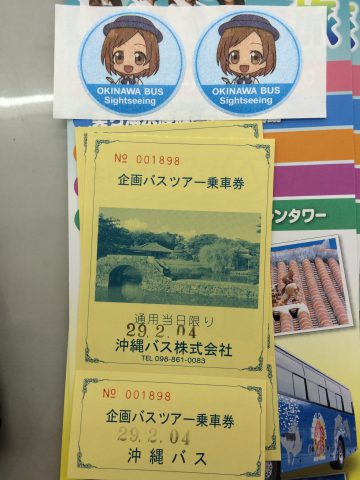 OKINAWA BUS
Sightseeing
OKINAWA BUS
Sightseeing
№ 001898
企画バスツアー乗車券
通用当日限り
29.2.04
沖縄バス株式会社
TEL 098-861-0083
ンタワー
№ 001898
企画バスツアー乗車券
29.2.04
沖縄バス